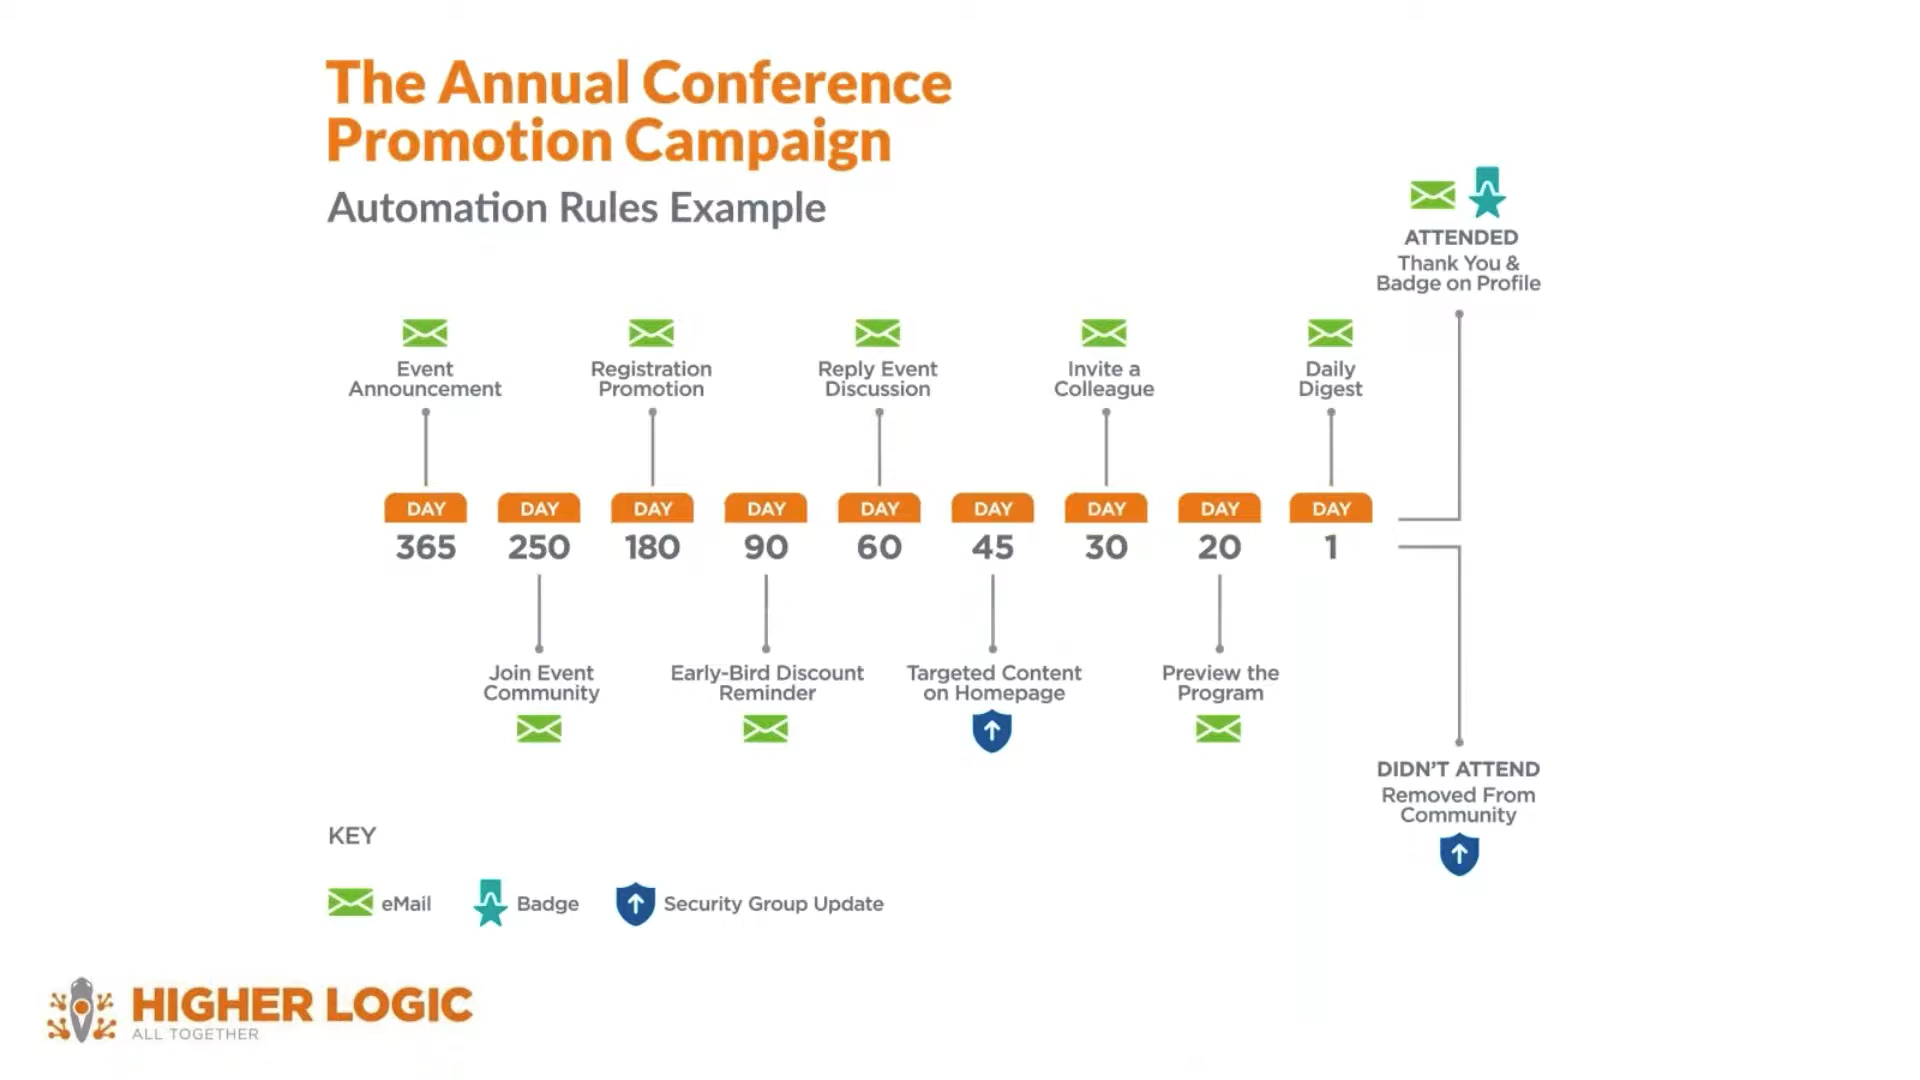 The Annual Conference
Promotion Campaign
Automation Rules Example
ATTENDED
Thank You &
Badge on Profile
Event
Announcement
Registration
Promotion
Reply Event
Discussion
Invite a
Colleague
Daily
Digest
DAY
365
DAY
250
DAY
180
DAY
90
DAY
60
DAY
45
DAY
30
DAY
20
DAY
1
Join Event
Community
Early-Bird Discount
Reminder
Targeted Content
on Homepage
Preview the
Program
DIDN'T ATTEND
Removed From
Community
KEY
eMail
Badge
Security Group Update
HIGHER LOGIC
ALL TOGETHER